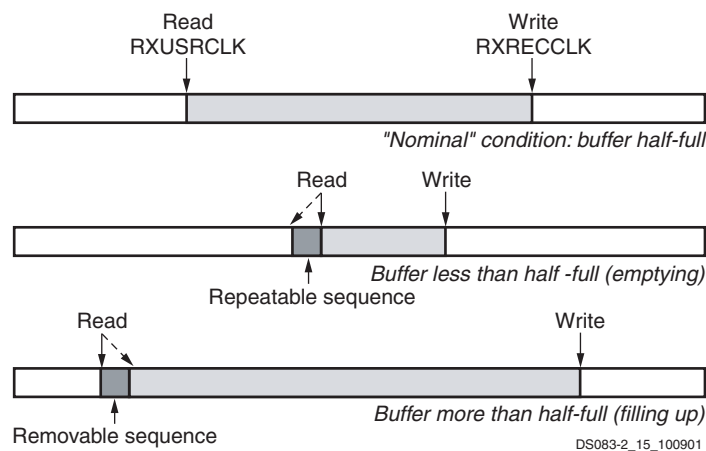 Read Write
RXUSRCLK RXRECCLK
"Nominal" condition: buffer half-full
Read Write
Buffer less than half -full (emptying)
Repeatable sequence
Read Write
Buffer more than half-full (filling up)
Removable sequence
DS083-2_15_100901